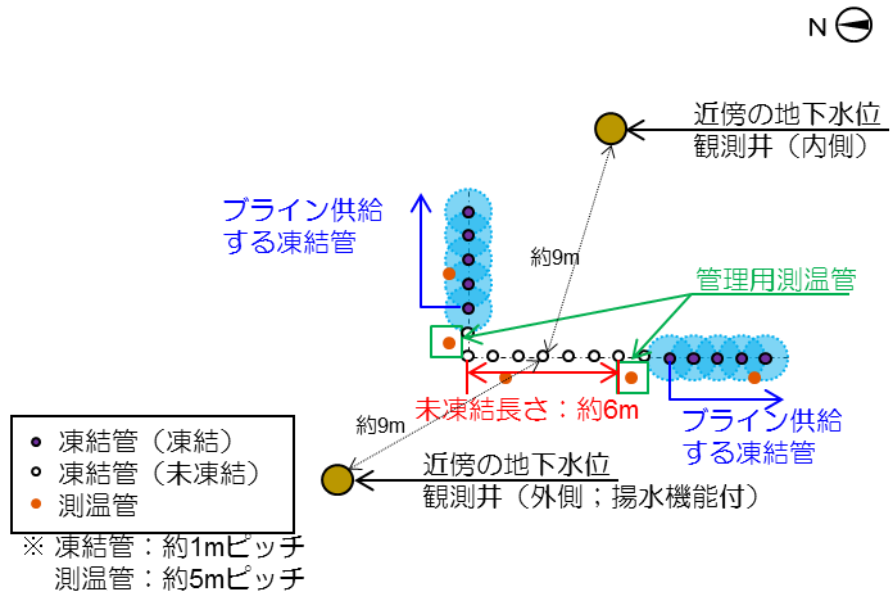 N
近傍の地下水位
観測井（内側）
ブライン供給
する凍結管
約9m
管理用測温管
未凍結長さ：約6m
約9m
ブライン供給
する凍結管
近傍の地下水位
観測井（外側；揚水機能付）
凍結管（凍結）
凍結管（未凍結）
測温管
※ 凍結管：約1mピッチ
測温管：約5mピッチ